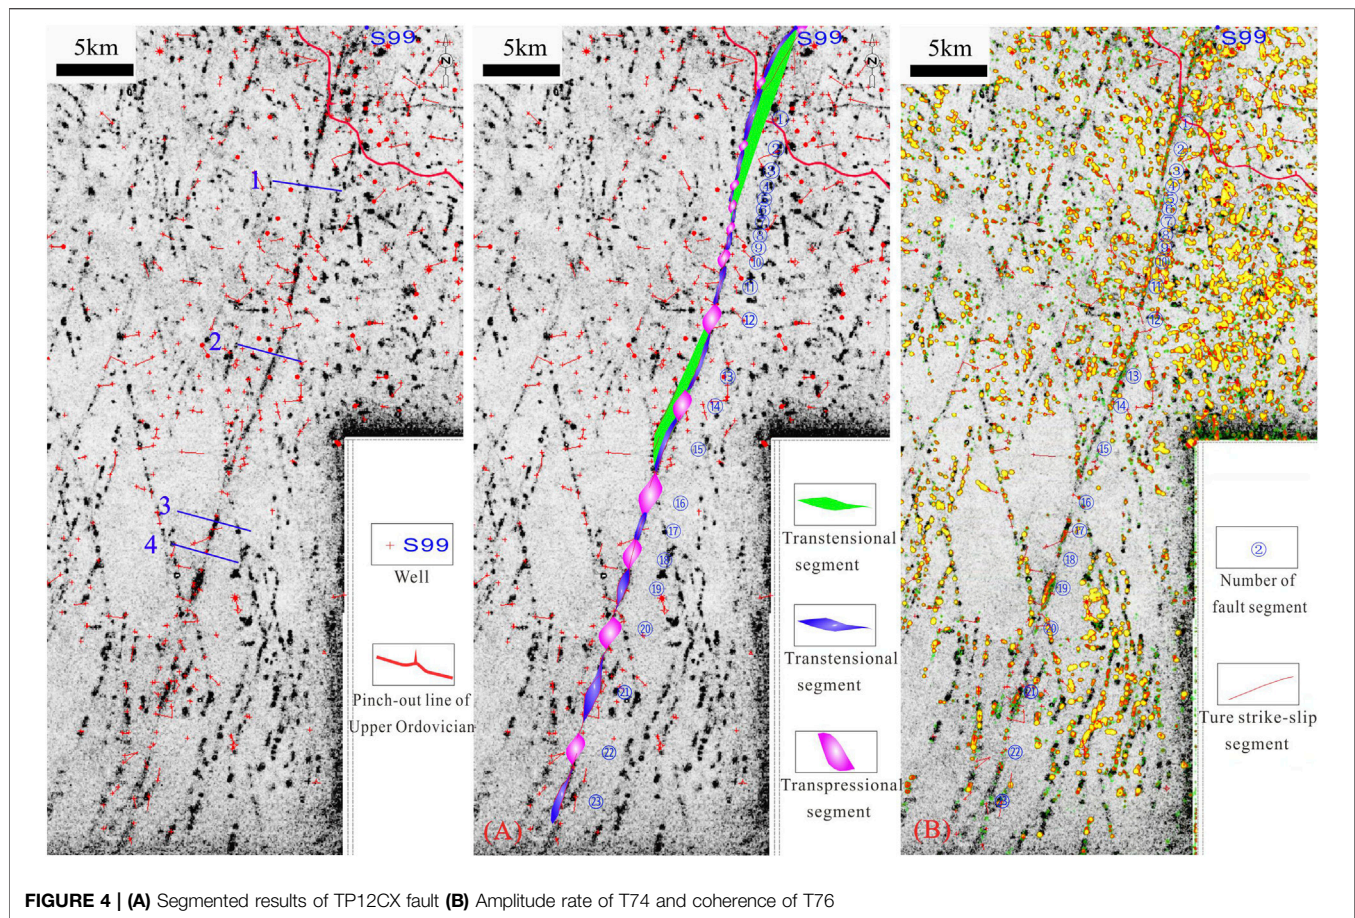 5km
S99
N
1
2
3
4
+ S99
Well
Pinch-out line of
Upper Ordovician
5km
S99
N
①
②
③
④
⑨
⑩
⑪
⑫
⑬
⑭
⑮
⑯
⑰
⑱
⑲
⑳
㉑
㉒
㉓
(A)
Transtensional
segment
Transtensional
segment
Transpressional
segment
5km
S99
N
②
③
④
⑤
⑥
⑦
⑧
⑨
⑩
⑪
⑫
⑬
⑭
⑮
⑯
⑰
⑱
⑲
⑳
㉑
㉒
㉓
(B)
②
Number of
fault segment
Ture strike-slip
segment
FIGURE 4 | (A) Segmented results of TP12CX fault (B) Amplitude rate of T74 and coherence of T76